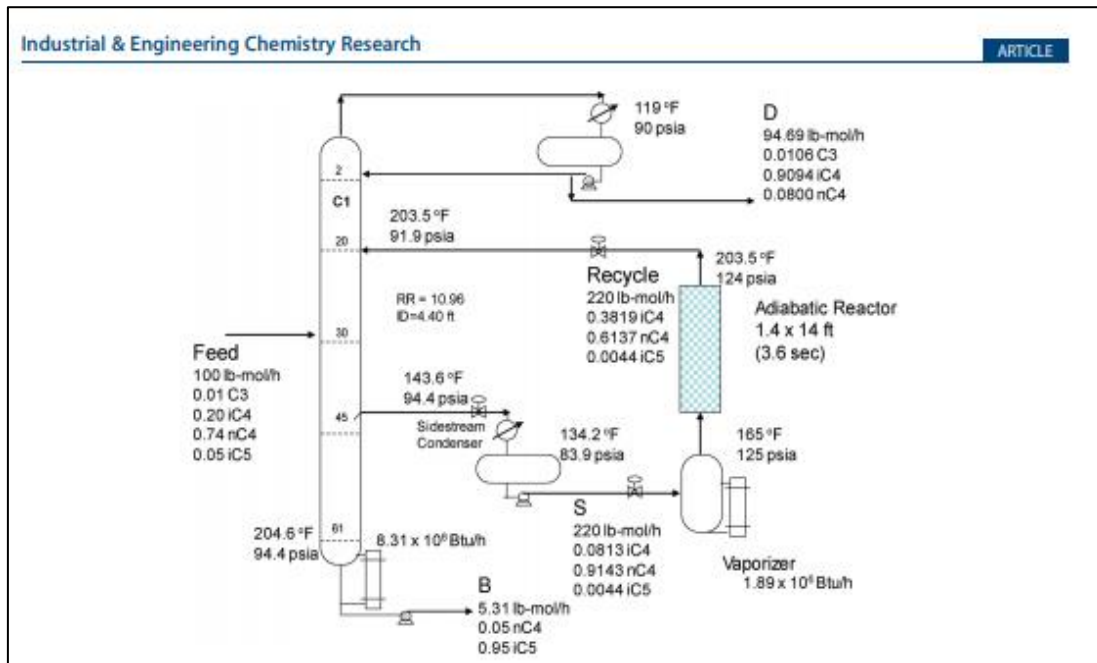 Industrial & Engineering Chemistry Research
ARTICLE
119 °F
90 psia
D
94.69 lb-mol/h
0.0106 C3
0.9094 iC4
0.0800 nC4
2
C1
203.5 °F
91.9 psia
20
203.5 °F
124 psia
Recycle
220 lb-mol/h
0.3819 iC4
0.6137 nC4
0.0044 iC5
Adiabatic Reactor
1.4 x 14 ft
(3.6 sec)
RR = 10.96
ID=4.40 ft
30
Feed
100 lb-mol/h
0.01 C3
0.20 iC4
0.74 nC4
0.05 iC5
143.6 °F
94.4 psia
45
Sidestream
Condenser
134.2 °F
83.9 psia
165 °F
125 psia
S
220 lb-mol/h
0.0813 iC4
0.9143 nC4
0.0044 iC5
61
204.6 °F
94.4 psia
8.31 x 10⁶ Btu/h
Vaporizer
1.89 x 10⁶ Btu/h
B
5.31 lb-mol/h
0.05 nC4
0.95 iC5